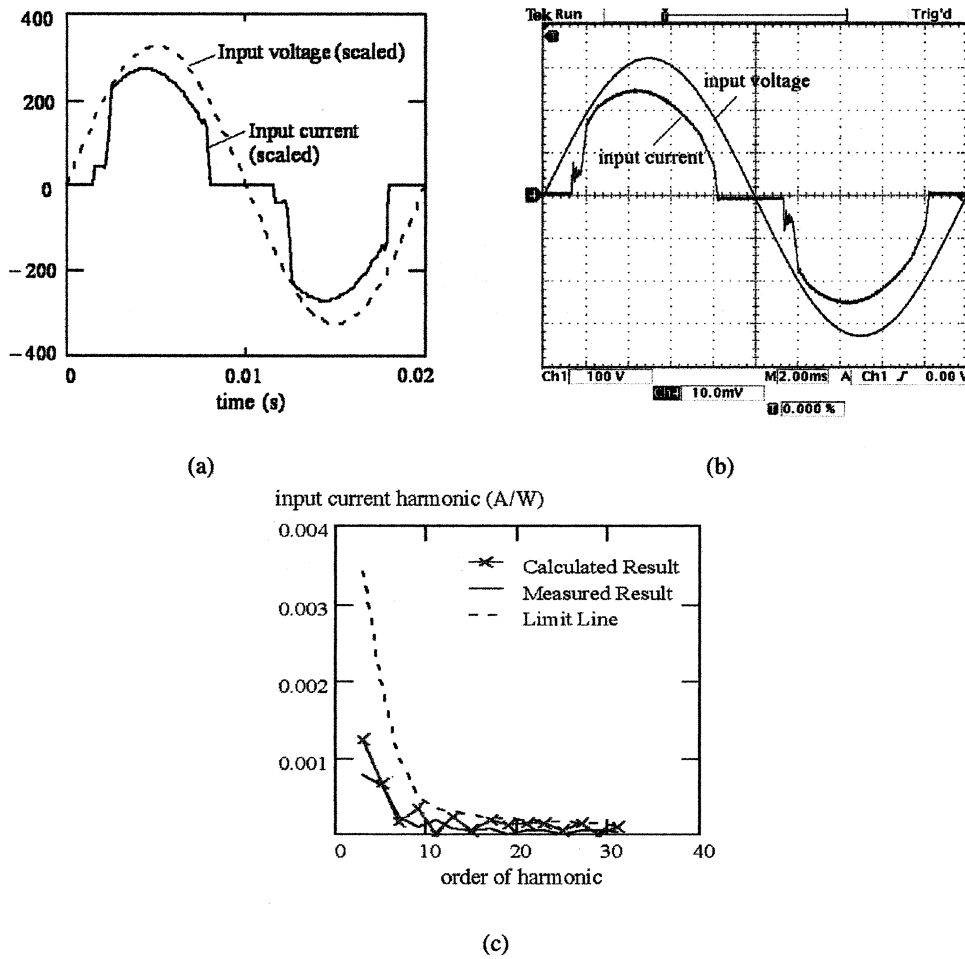 400
200
0
−200
−400
0
0.01
0.02
time (s)
Input voltage (scaled)
Input current
(scaled)
(a)
Tek Run
Trig'd
input voltage
input current
Ch1 100 V
M 2.00ms A Ch1 0.00 V
10.0mV
0.000 %
(b)
input current harmonic (A/W)
0.004
0.003
0.002
0.001
Calculated Result
Measured Result
Limit Line
0 10 20 30 40
order of harmonic
(c)